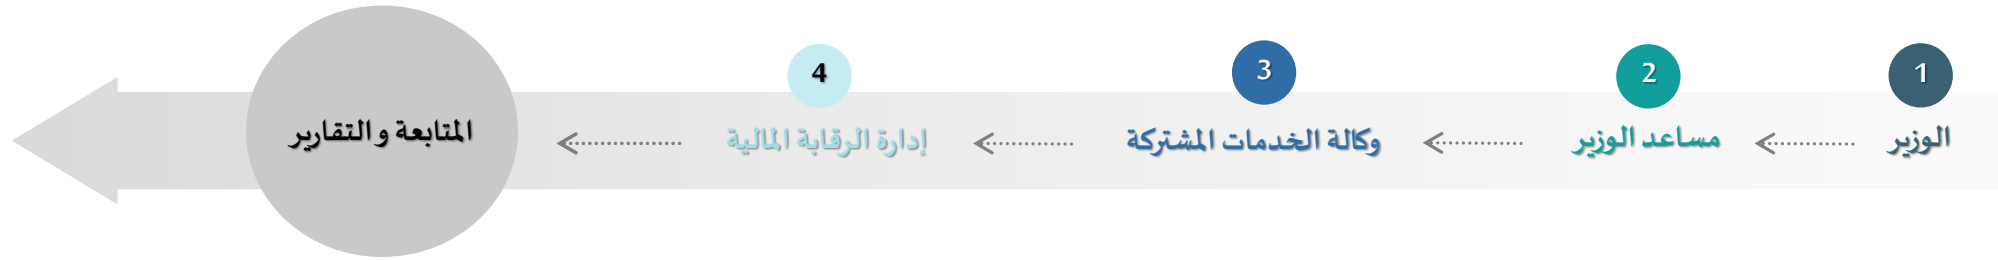 1
الوزير
2
مساعد الوزير
3
وكالة الخدمات المشتركة
4
إدارة الرقابة المالية
المتابعة والتقارير